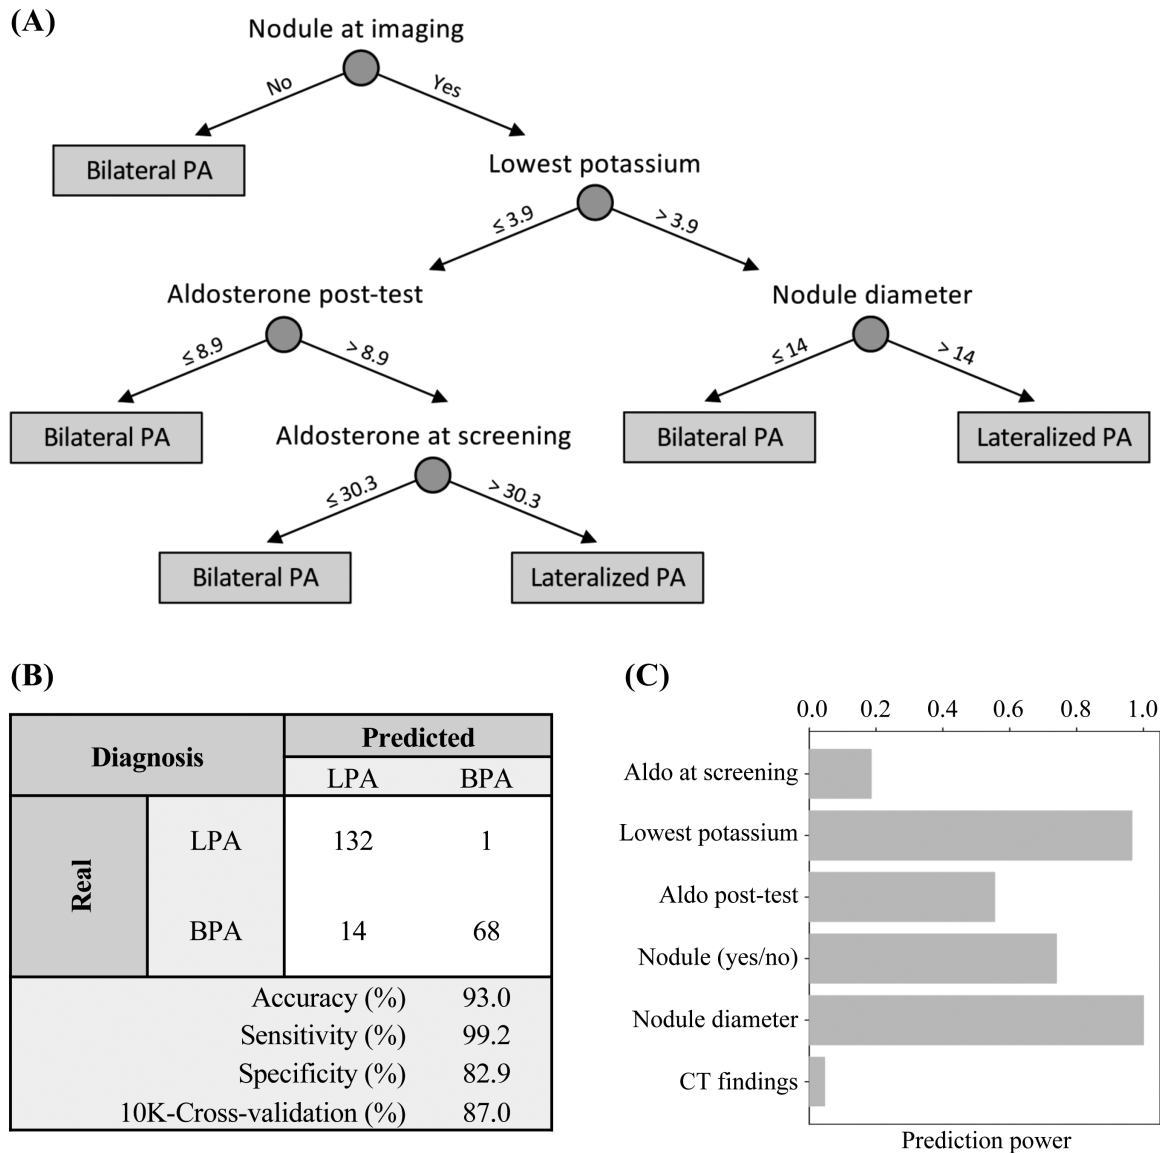 (A)
Nodule at imaging
No
Yes
Bilateral PA
Lowest potassium
≤ 3.9
> 3.9
Aldosterone post-test
Nodule diameter
≤ 8.9
> 8.9
≤ 14
> 14
Bilateral PA
Aldosterone at screening
Bilateral PA
Lateralized PA
≤ 30.3
> 30.3
Bilateral PA
Lateralized PA
(B)
Diagnosis
Predicted
LPA BPA
Real
LPA 132 1
BPA 14 68
Accuracy (%) 93.0
Sensitivity (%) 99.2
Specificity (%) 82.9
10K-Cross-validation (%) 87.0
(C)
0.0 0.2 0.4 0.6 0.8 1.0
Aldo at screening
Lowest potassium
Aldo post-test
Nodule (yes/no)
Nodule diameter
CT findings
Prediction power